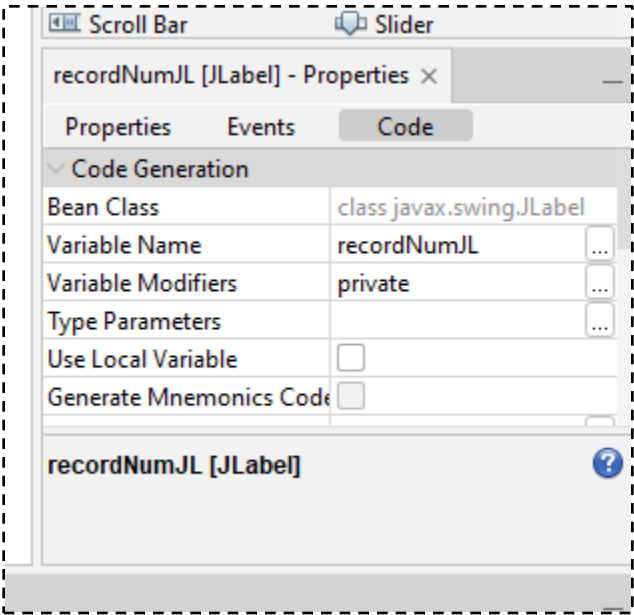 Scroll Bar Slider
recordNumJL [JLabel] - Properties ×
Properties Events Code
Code Generation
Bean Class class javax.swing.JLabel
Variable Name recordNumJL ...
Variable Modifiers private ...
Type Parameters ...
Use Local Variable
Generate Mnemonics Code
recordNumJL [JLabel] ?